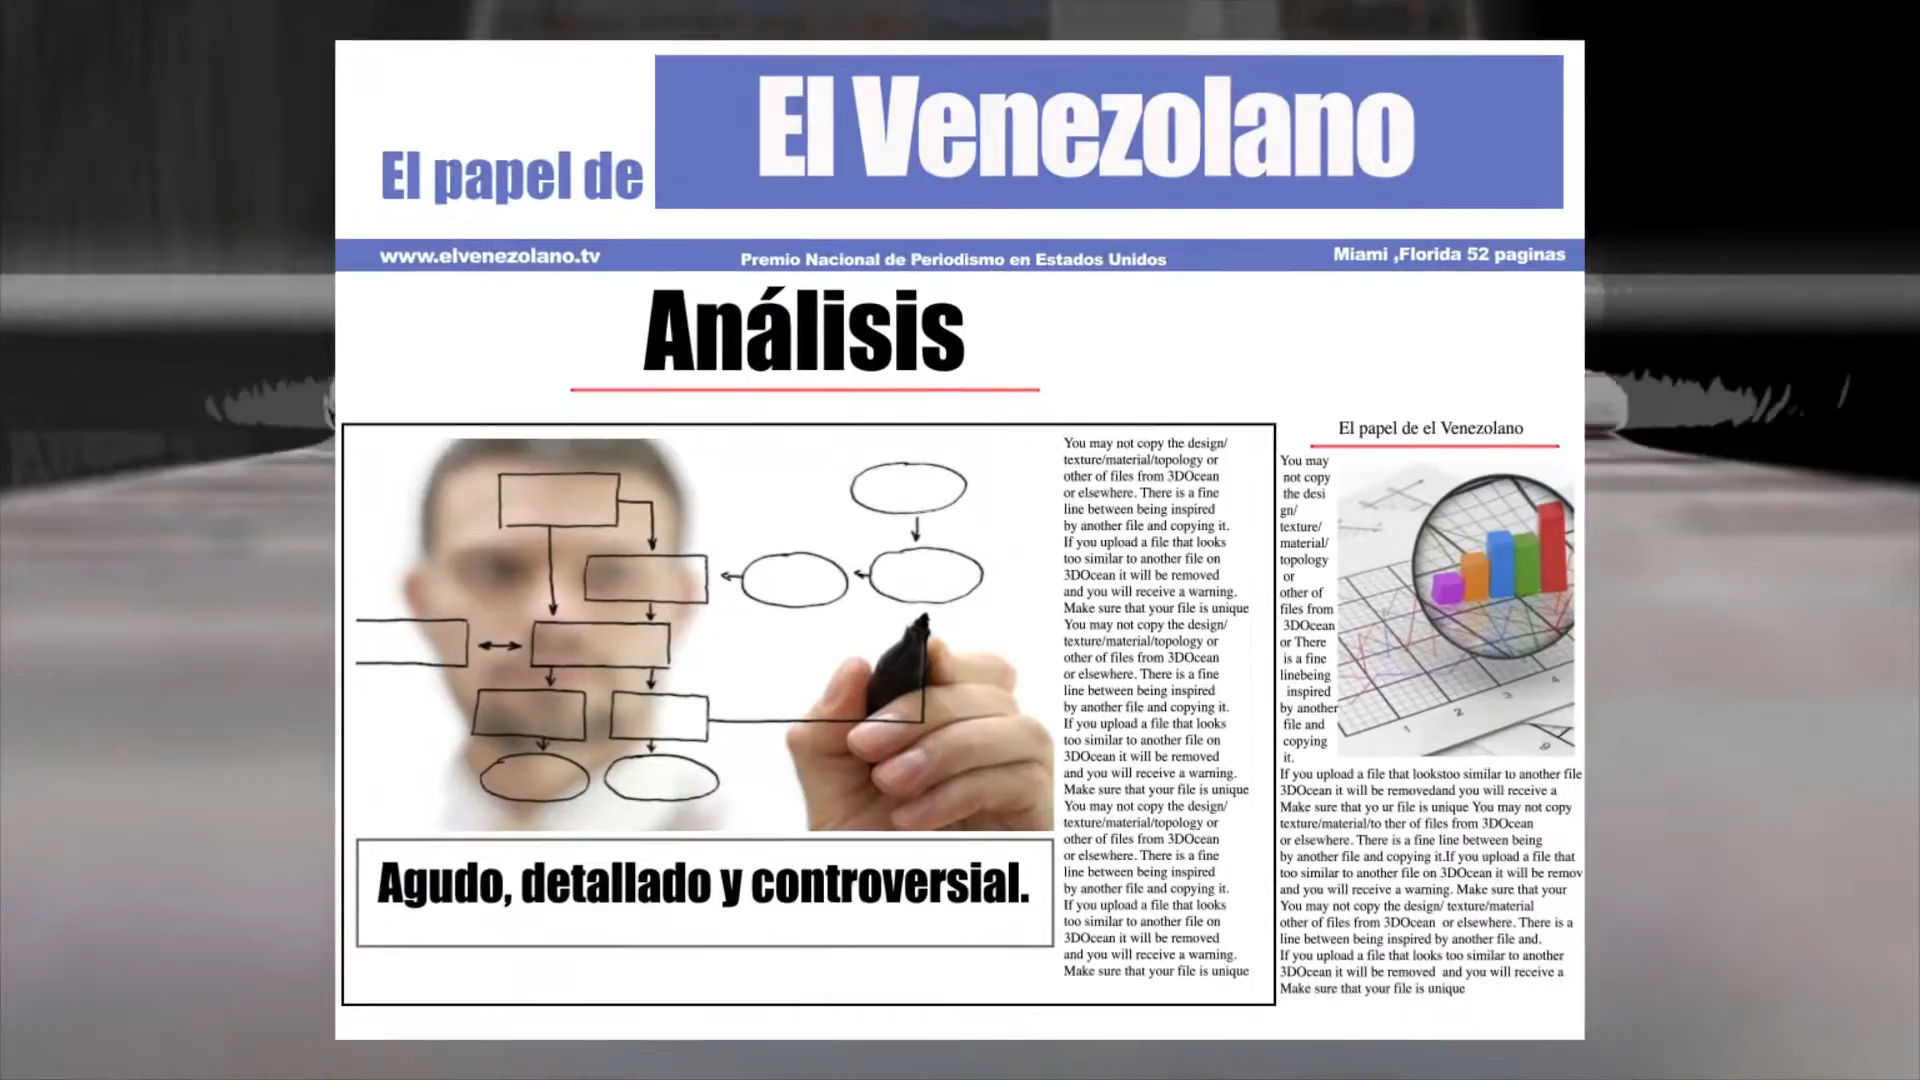 El papel de
El Venezolano
www.elvenezolano.tv
Premio Nacional de Periodismo en Estados Unidos
Miami ,Florida 52 paginas
Análisis
Agudo, detallado y controversial.
You may not copy the design/
texture/material/topology or
other of files from 3DOcean
or elsewhere. There is a fine
line between being inspired
by another file and copying it.
If you upload a file that looks
too similar to another file on
3DOcean it will be removed
and you will receive a warning.
Make sure that your file is unique
You may not copy the design/
texture/material/topology or
other of files from 3DOcean
or elsewhere. There is a fine
line between being inspired
by another file and copying it.
If you upload a file that looks
too similar to another file on
3DOcean it will be removed
and you will receive a warning.
Make sure that your file is unique
You may not copy the design/
texture/material/topology or
other of files from 3DOcean
or elsewhere. There is a fine
line between being inspired
by another file and copying it.
If you upload a file that looks
too similar to another file on
3DOcean it will be removed
and you will receive a warning.
Make sure that your file is unique
El papel de el Venezolano
You may
not copy
the desi
gn/
texture/
material/
topology
or
other of
files from
3DOcean
or There
is a fine
linebeing
inspired
by another
file and
copying
it.
1
2
3
4
9
If you upload a file that lookstoo similar to another file
3DOcean it will be removedand you will receive a
Make sure that yo ur file is unique You may not copy
texture/material/to ther of files from 3DOcean
or elsewhere. There is a fine line between being
by another file and copying it.If you upload a file that
too similar to another file on 3DOcean it will be remov
and you will receive a warning. Make sure that your
You may not copy the design/ texture/material
other of files from 3DOcean or elsewhere. There is a
line between being inspired by another file and.
If you upload a file that looks too similar to another
3DOcean it will be removed and you will receive a
Make sure that your file is unique